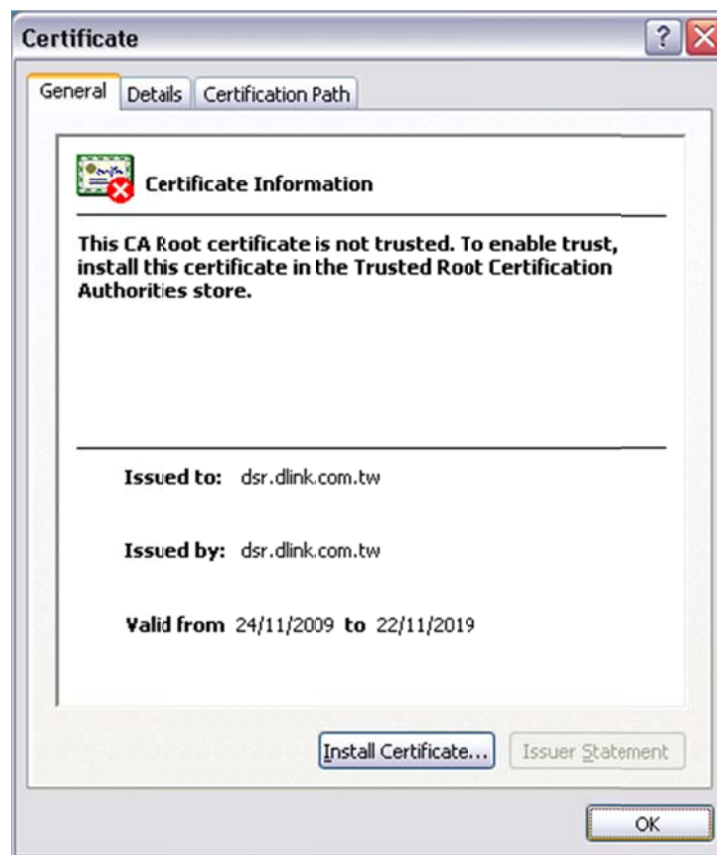 Certificate
?
General Details Certification Path
Certificate Information
This CA Root certificate is not trusted. To enable trust,
install this certificate in the Trusted Root Certification
Authorities store.
Issued to: dsr.dlink.com.tw
Issued by: dsr.dlink.com.tw
Valid from 24/11/2009 to 22/11/2019
Install Certificate... Issuer Statement
OK